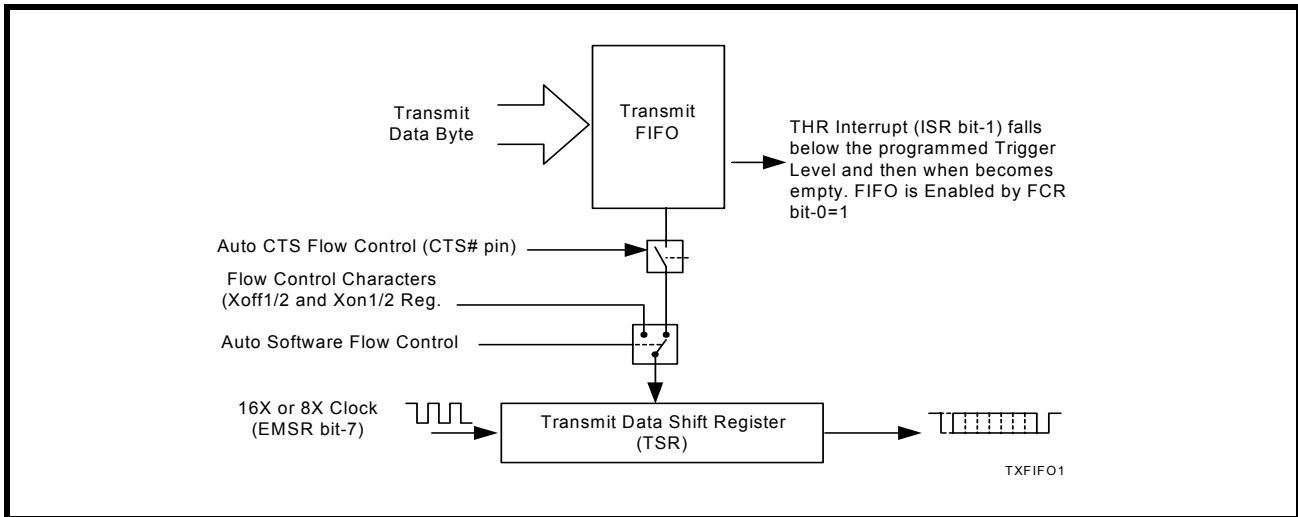 Transmit
FIFO
Transmit
Data Byte
THR Interrupt (ISR bit-1) falls
below the programmed Trigger
Level and then when becomes
empty. FIFO is Enabled by FCR
bit-0=1
Auto CTS Flow Control (CTS# pin)
Flow Control Characters
(Xoff1/2 and Xon1/2 Reg.
Auto Software Flow Control
16X or 8X Clock
(EMSR bit-7)
Transmit Data Shift Register
(TSR)
TXFIFO1